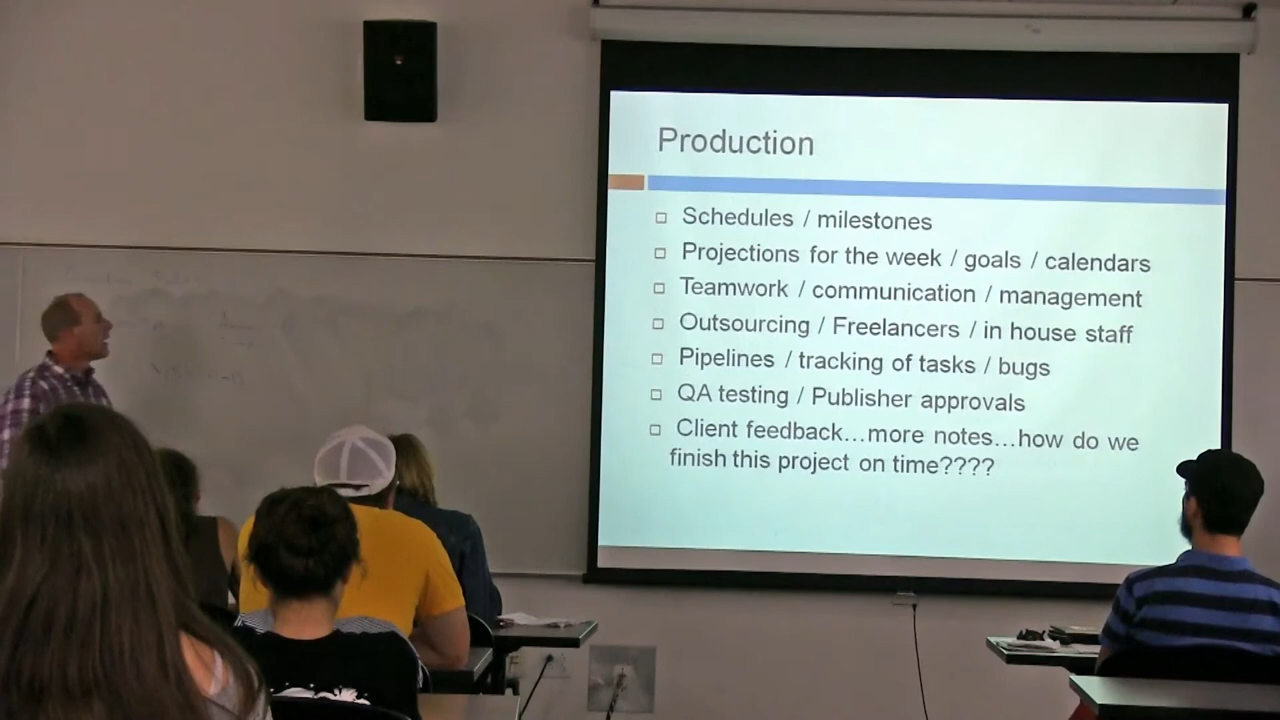 Production
Schedules / milestones
Projections for the week / goals / calendars
Teamwork / communication / management
Outsourcing / Freelancers / in house staff
Pipelines / tracking of tasks / bugs
QA testing / Publisher approvals
Client feedback...more notes...how do we
finish this project on time????